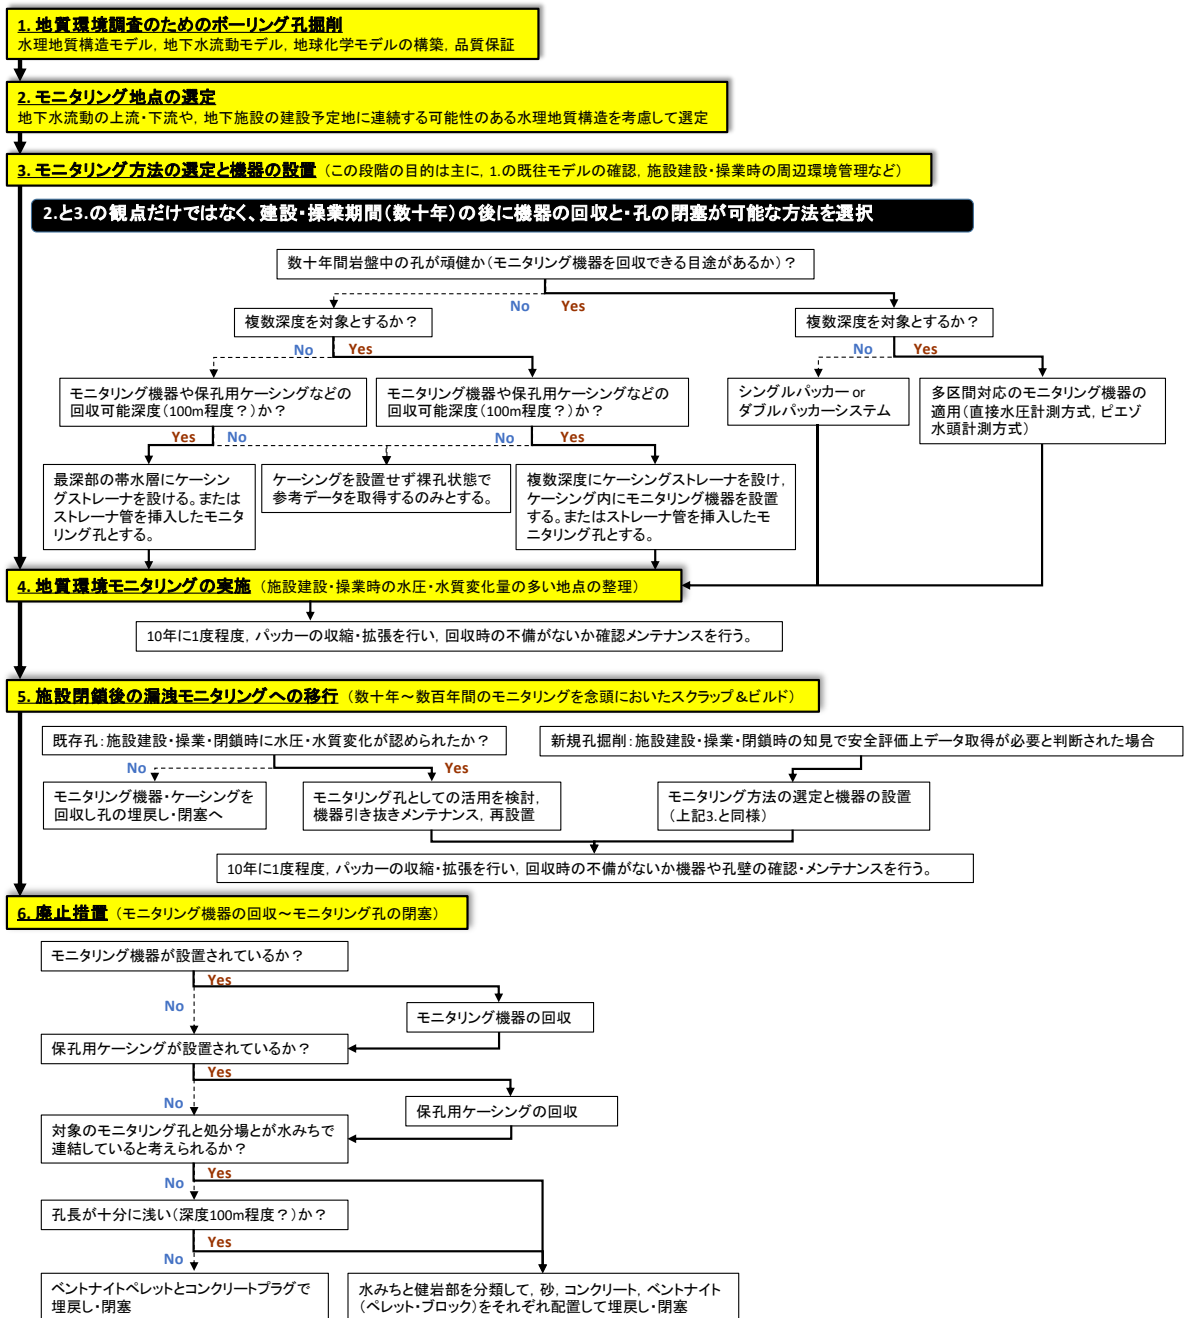 1. 地質環境調査のためのボーリング孔掘削
水理地質構造モデル, 地下水流動モデル, 地球化学モデルの構築, 品質保証
2. モニタリング地点の選定
地下水流動の上流・下流や, 地下施設の建設予定地に連続する可能性のある水理地質構造を考慮して選定
3. モニタリング方法の選定と機器の設置（この段階の目的は主に, 1.の既往モデルの確認, 施設建設・操業時の周辺環境管理など）
2.と3.の観点だけではなく、建設・操業期間（数十年）の後に機器の回収と・孔の閉塞が可能な方法を選択
数十年間岩盤中の孔が頑健か（モニタリング機器を回収できる目途があるか）？
No Yes
複数深度を対象とするか？
複数深度を対象とするか？
No Yes
No Yes
モニタリング機器や保孔用ケーシングなどの
回収可能深度（100m程度？）か？
モニタリング機器や保孔用ケーシングなどの
回収可能深度（100m程度？）か？
シングルパッカー or
ダブルパッカーシステム
多区間対応のモニタリング機器の
適用（直接水圧計測方式, ピエゾ
水頭計測方式）
Yes No
No Yes
最深部の帯水層にケーシン
グストレーナを設ける。または
ストレーナ管を挿入したモニタ
リング孔とする。
ケーシングを設置せず裸孔状態で
参考データを取得するのみとする。
複数深度にケーシングストレーナを設け,
ケーシング内にモニタリング機器を設置
する。またはストレーナ管を挿入したモ
ニタリング孔とする。
4. 地質環境モニタリングの実施（施設建設・操業時の水圧・水質変化量の多い地点の整理）
10年に1度程度, パッカーの収縮・拡張を行い, 回収時の不備がないか確認メンテナンスを行う。
5. 施設閉鎖後の漏洩モニタリングへの移行（数十年～数百年間のモニタリングを念頭においたスクラップ＆ビルド）
既存孔：施設建設・操業・閉鎖時に水圧・水質変化が認められたか？
新規孔掘削：施設建設・操業・閉鎖時の知見で安全評価上データ取得が必要と判断された場合
No Yes
モニタリング機器・ケーシングを
回収し孔の埋戻し・閉塞へ
モニタリング孔としての活用を検討,
機器引き抜きメンテナンス, 再設置
モニタリング方法の選定と機器の設置
（上記3.と同様）
10年に1度程度, パッカーの収縮・拡張を行い, 回収時の不備がないか機器や孔壁の確認・メンテナンスを行う。
6. 廃止措置（モニタリング機器の回収～モニタリング孔の閉塞）
モニタリング機器が設置されているか？
Yes
No
モニタリング機器の回収
保孔用ケーシングが設置されているか？
Yes
No
保孔用ケーシングの回収
対象のモニタリング孔と処分場とが水みちで
連結していると考えられるか？
Yes
No
孔長が十分に浅い（深度100m程度？）か？
Yes
No
ベントナイトペレットとコンクリートプラグで
埋戻し・閉塞
水みちと健岩部を分類して, 砂, コンクリート, ベントナイト
（ペレット・ブロック）をそれぞれ配置して埋戻し・閉塞